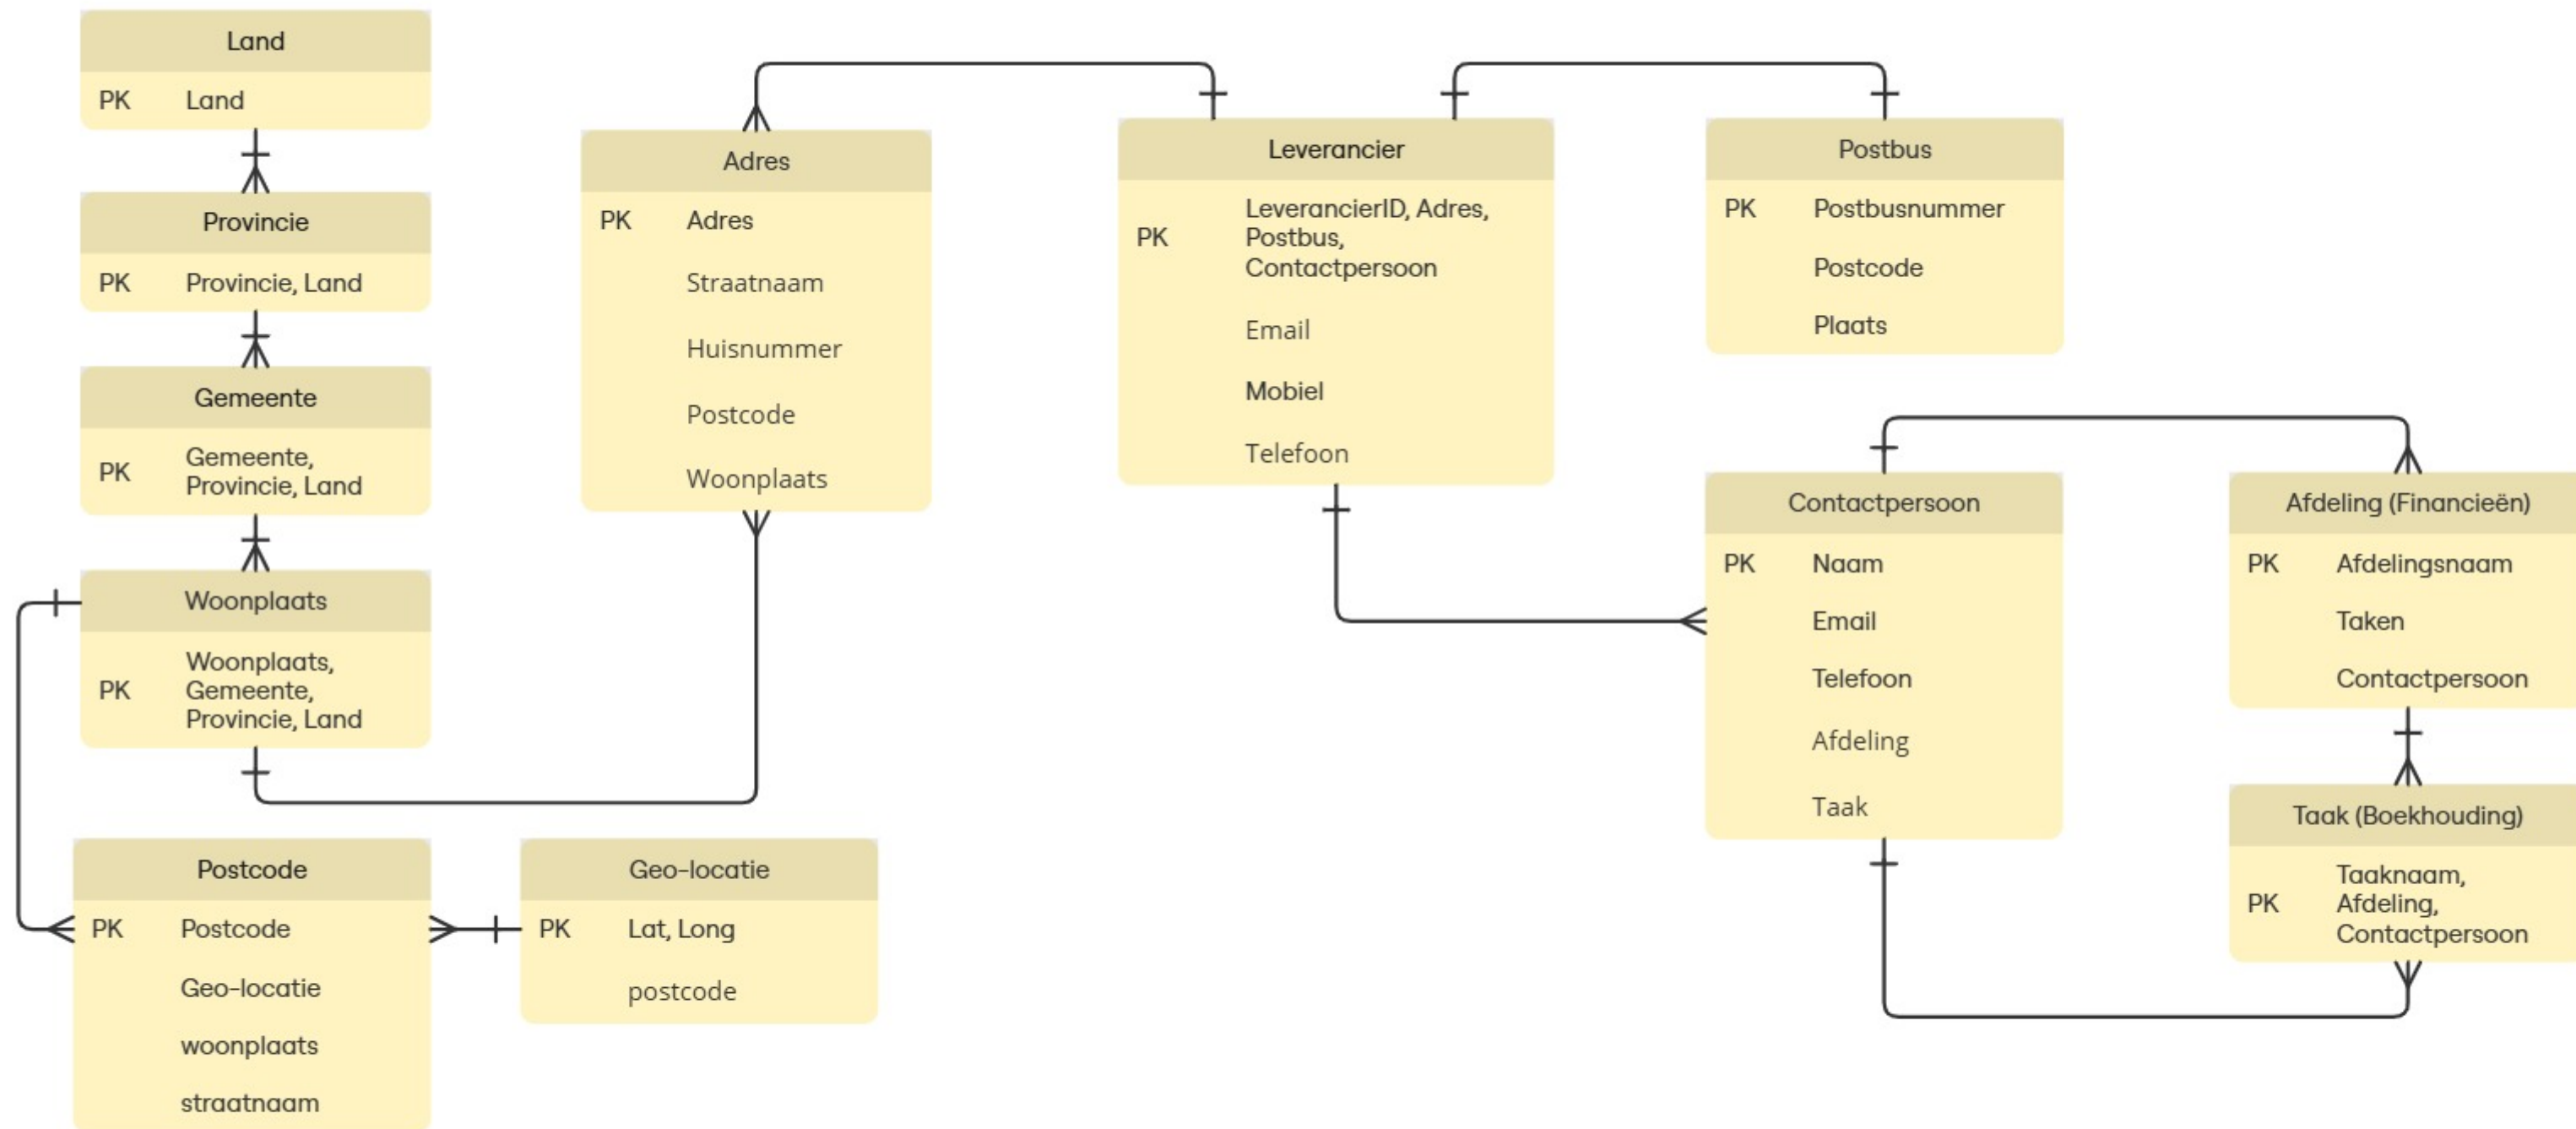 Land
PK Land
Provincie
PK Provincie, Land
Gemeente
PK Gemeente,
Provincie, Land
Woonplaats
PK Woonplaats,
Gemeente,
Provincie, Land
Postcode
PK Postcode
Geo-locatie
woonplaats
straatnaam
Geo-locatie
PK Lat, Long
postcode
Adres
PK Adres
Straatnaam
Huisnummer
Postcode
Woonplaats
Leverancier
PK LeverancierID, Adres,
Postbus,
Contactpersoon
Email
Mobiel
Telefoon
Postbus
PK Postbusnummer
Postcode
Plaats
Contactpersoon
PK Naam
Email
Telefoon
Afdeling
Taak
Afdeling (Financieën)
PK Afdelingsnaam
Taken
Contactpersoon
Taak (Boekhouding)
PK Taaknaam,
Afdeling,
Contactpersoon